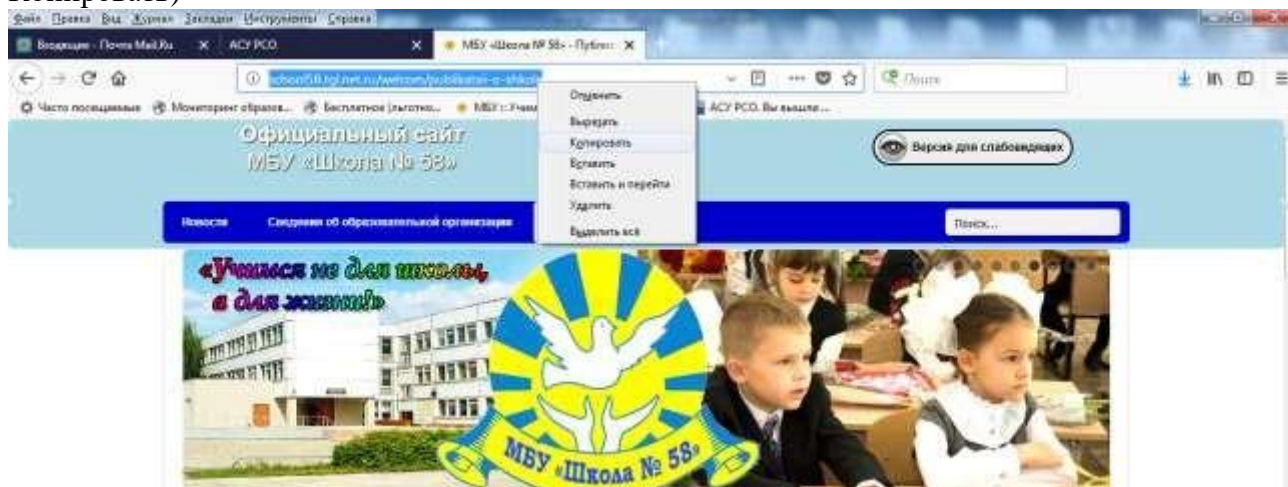 Копировать)
Файл Правка Вид Журнал Закладки Инструменты Справка
Входящие - Почта Mail.Ru
АСУ РСО
МБУ «Школа № 58» - Публик
school58.tgl.net.ru/welcom/publikatsii-o-shkole
Поиск
Часто посещаемые
Мониторинг образов...
Бесплатное (льготно...
АСУ РСО. Вы вышли ...
Отменить
Вырезать
Копировать
Вставить
Вставить и перейти
Удалить
Выделить всё
Официальный сайт
МБУ «Школа № 58»
Версия для слабовидящих
Новости
Сведения об образовательной организации
Поиск...
«Учимся не для школы,
а для жизни!»
МБУ «Школа № 58»